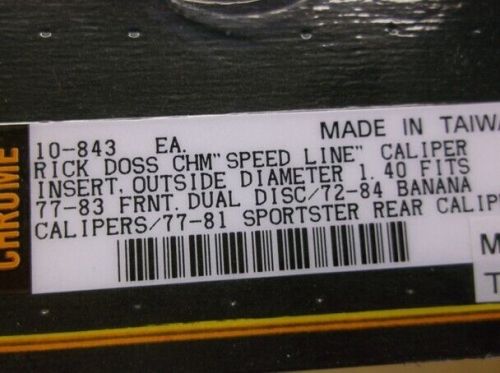 10-843 EA. MADE IN TAIWA
RICK DOSS CHM"SPEED LINE" CALIPER
INSERT, OUTSIDE DIAMETER 1.40 FITS
77-83 FRNT. DUAL DISC/72-84 BANANA
CALIPERS/77-81 SPORTSTER REAR CALIPE
CHROME
M
T